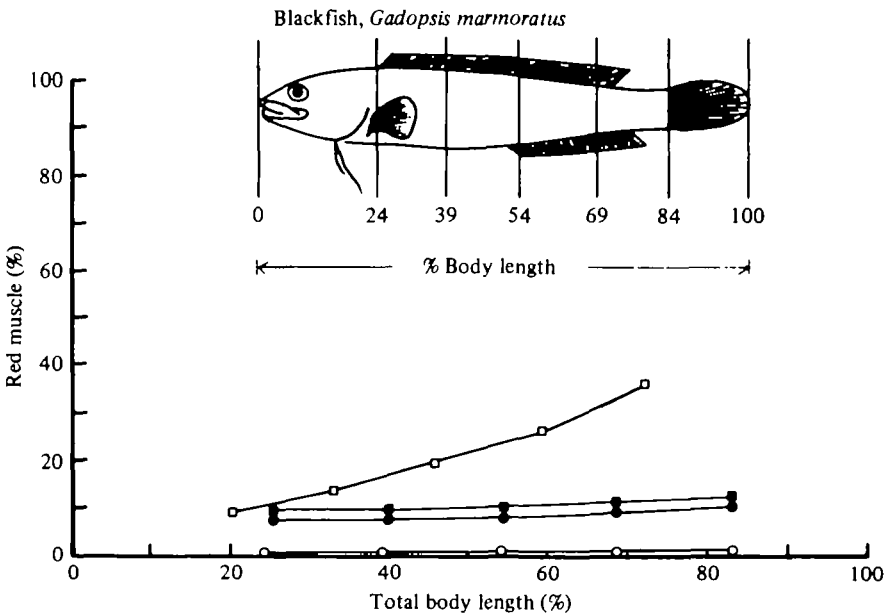 Blackfish, Gadopsis marmoratus
0 24 39 54 69 84 100
% Body length
Red muscle (%)
100
80
60
40
20
0
0 20 40 60 80 100
Total body length (%)